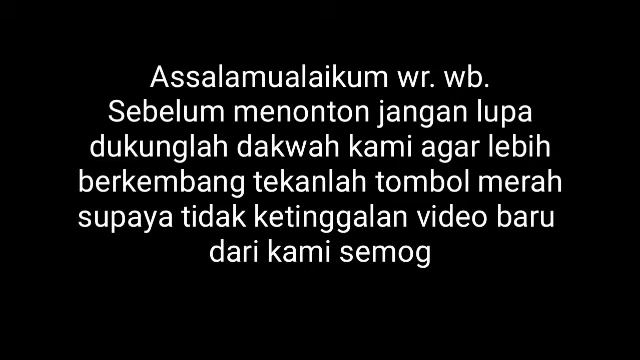 Assalamualaikum wr. wb.
Sebelum menonton jangan lupa
dukunglah dakwah kami agar lebih
berkembang tekanlah tombol merah
supaya tidak ketinggalan video baru
dari kami semog